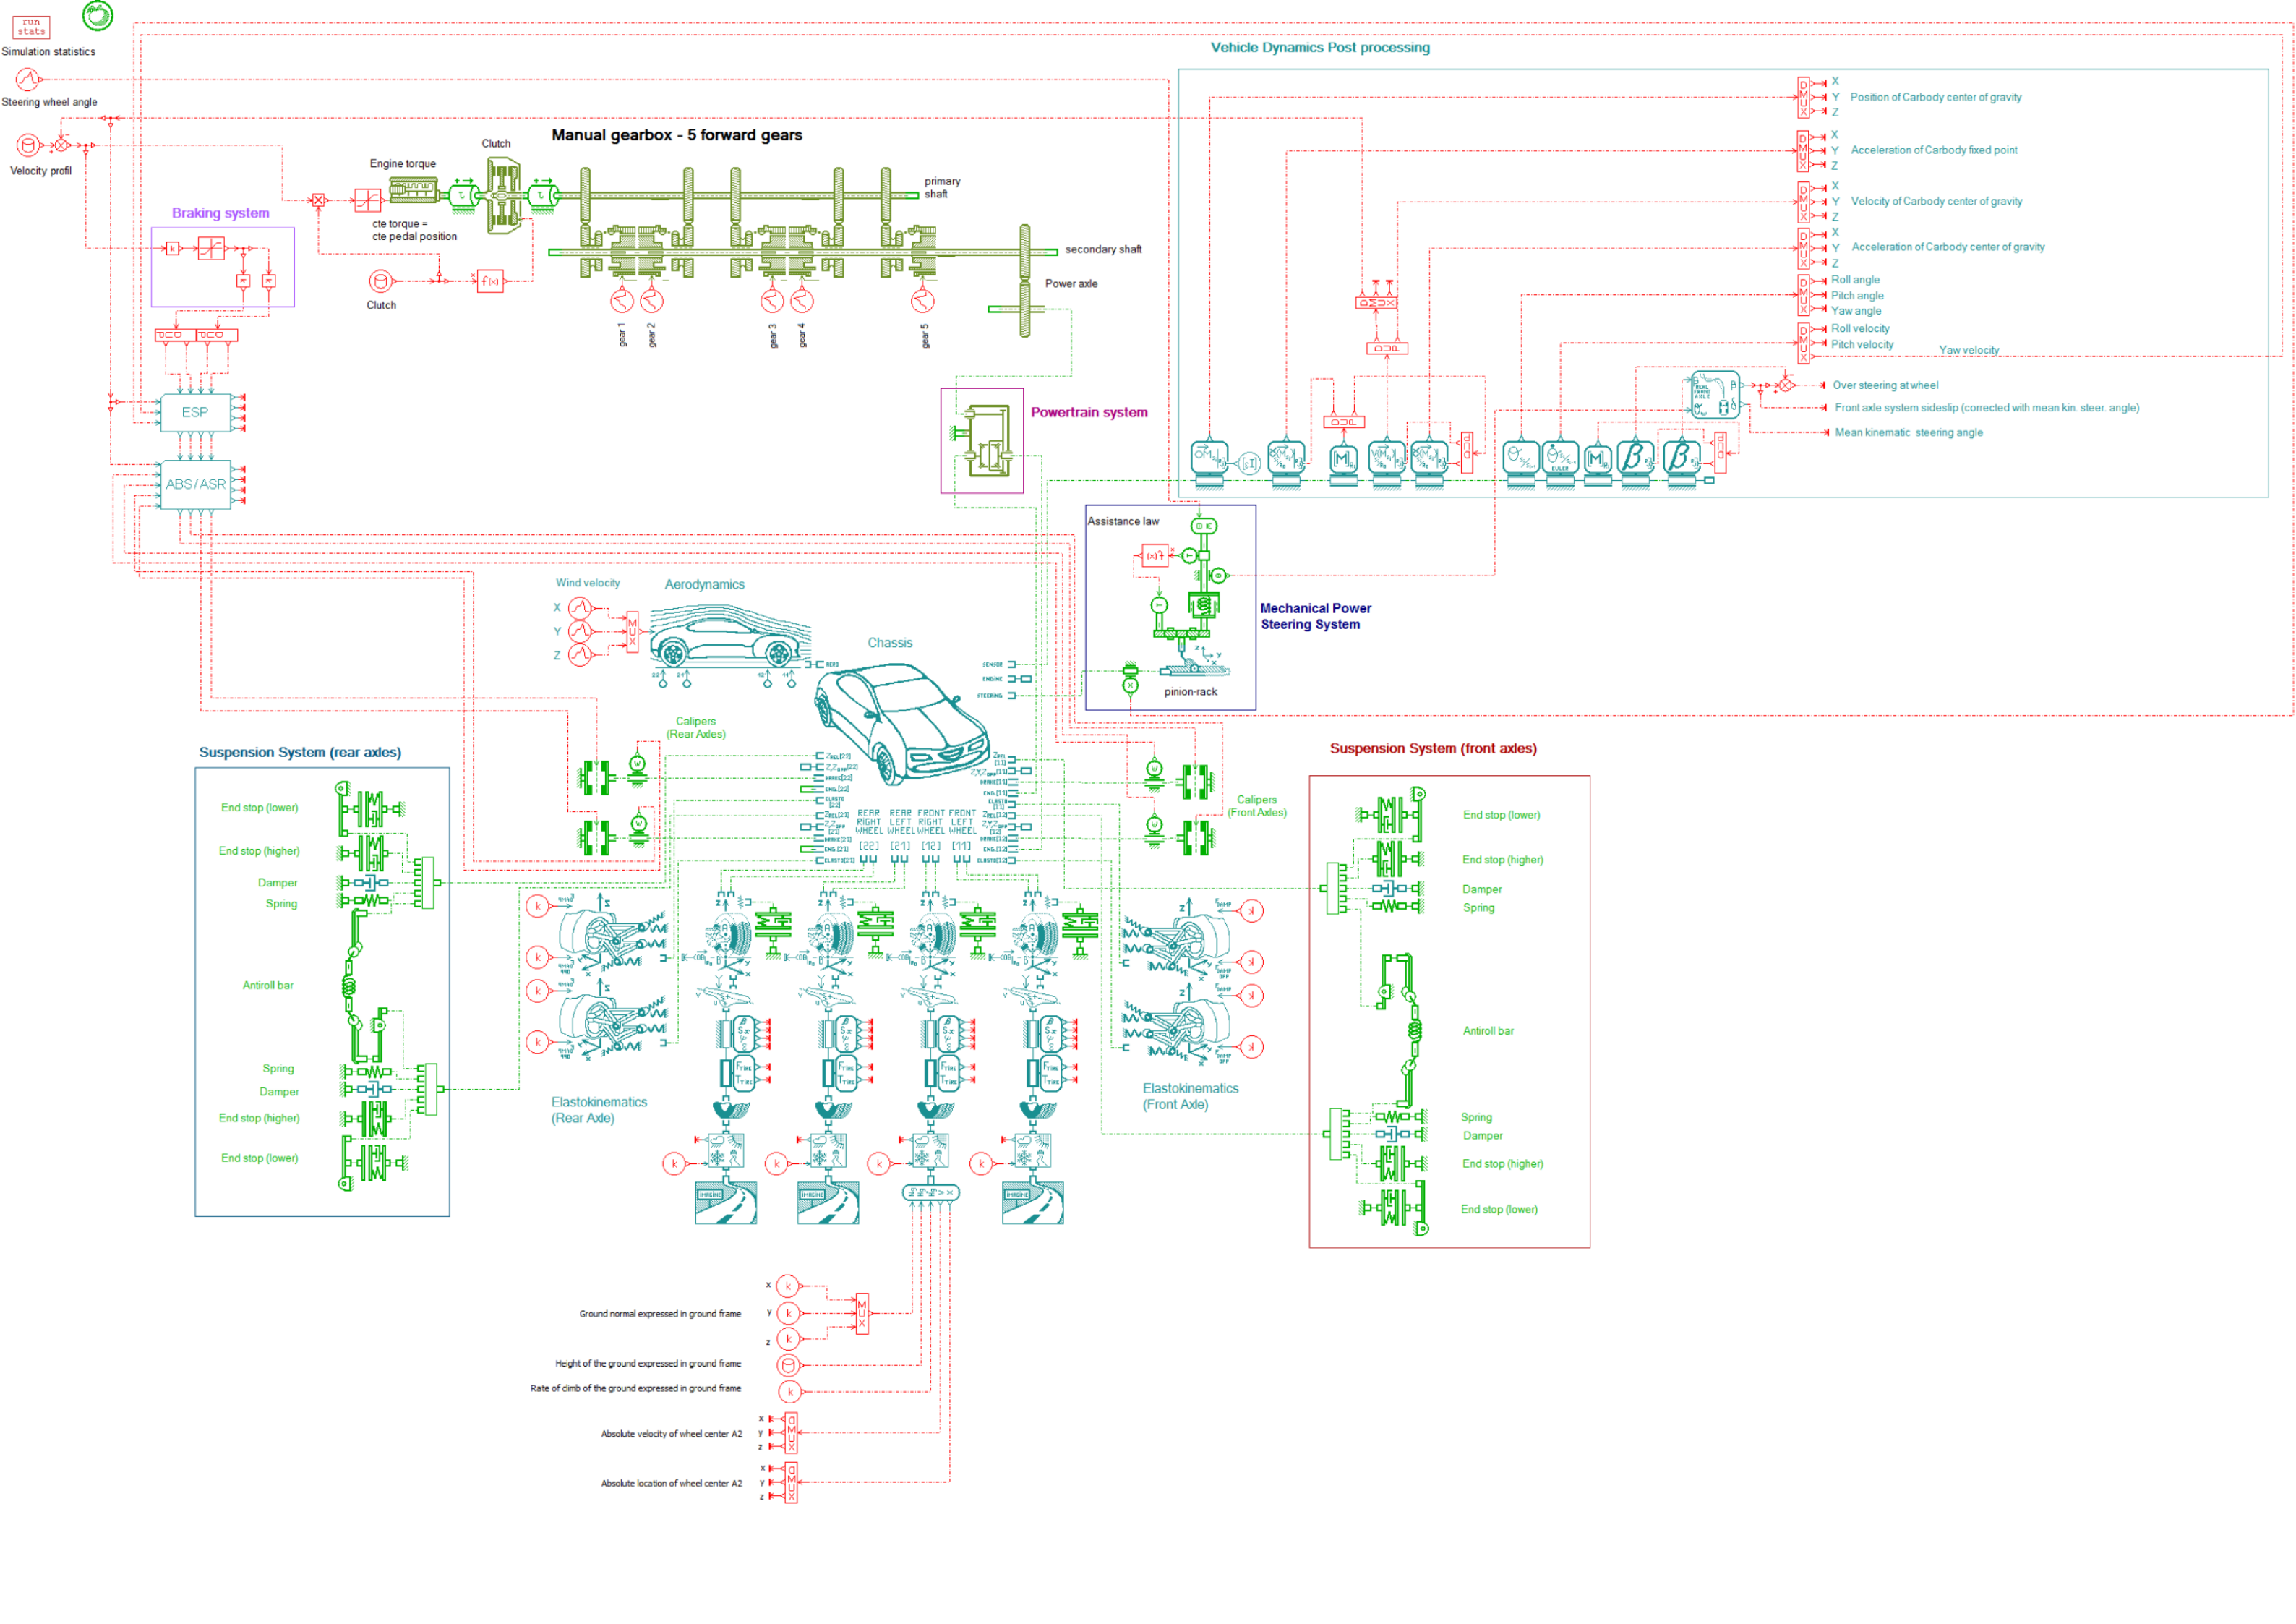 run
stats
Simulation statistics
Steering wheel angle
Velocity profil
Braking system
k
ESP
ABS/ASR
Manual gearbox - 5 forward gears
Clutch
Engine torque
cte torque =
cte pedal position
Clutch
f(x)
primary
shaft
secondary shaft
Power axle
gear 1
gear 2
gear 3
gear 4
gear 5
Powertrain system
Vehicle Dynamics Post processing
X
Y Position of Carbody center of gravity
Z
X
Y Acceleration of Carbody fixed point
Z
X
Y Velocity of Carbody center of gravity
Z
X
Y Acceleration of Carbody center of gravity
Z
Roll angle
Pitch angle
Yaw angle
Roll velocity
Pitch velocity
Yaw velocity
Over steering at wheel
Front axle system sideslip (corrected with mean kin. steer. angle)
Mean kinematic steering angle
DMUX
DUP
Assistance law
Mechanical Power
Steering System
pinion-rack
Wind velocity
X
Y
Z
MUX
Aerodynamics
Chassis
AERO
SENSOR
ENGINE
STEERING
Calipers
(Rear Axles)
Calipers
(Front Axles)
REAR REAR FRONT FRONT
RIGHT LEFT RIGHT LEFT
WHEEL WHEEL WHEEL WHEEL
[22] [21] [12] [11]
Suspension System (rear axles)
End stop (lower)
End stop (higher)
Damper
Spring
Antiroll bar
Spring
Damper
End stop (higher)
End stop (lower)
Suspension System (front axles)
End stop (lower)
End stop (higher)
Damper
Spring
Antiroll bar
Spring
Damper
End stop (higher)
End stop (lower)
Elastokinematics
(Rear Axle)
Elastokinematics
(Front Axle)
x
Ground normal expressed in ground frame y
z
MUX
Height of the ground expressed in ground frame
Rate of climb of the ground expressed in ground frame
x
Absolute velocity of wheel center A2 y
z
x
Absolute location of wheel center A2 y
z